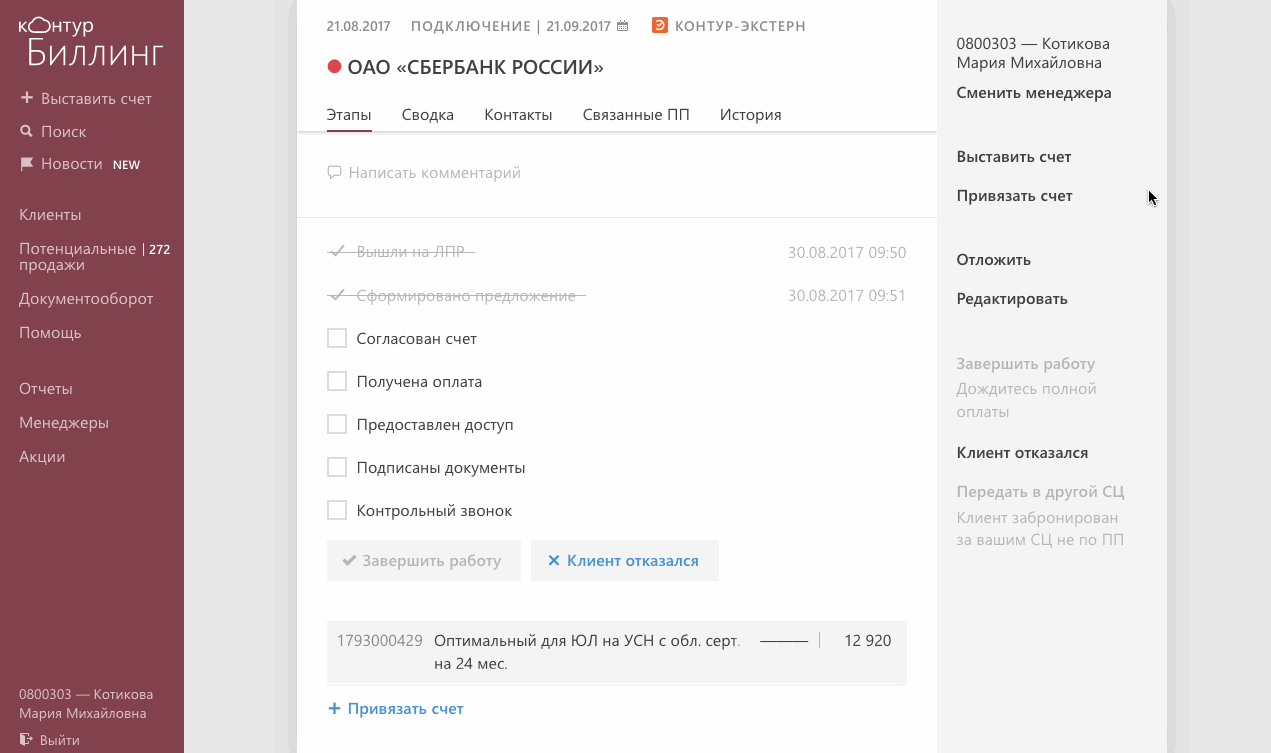 контур
БИЛЛИНГ
Выставить счет
Поиск
Новости NEW
Клиенты
Потенциальные | 272
продажи
Документооборот
Помощь
Отчеты
Менеджеры
Акции
0800303 — Котикова
Мария Михайловна
Выйти
21.08.2017 ПОДКЛЮЧЕНИЕ | 21.09.2017 Э КОНТУР-ЭКСТЕРН
ОАО «СБЕРБАНК РОССИИ»
Этапы Сводка Контакты Связанные ПП История
Написать комментарий
Вышли на ЛПР 30.08.2017 09:50
Сформировано предложение 30.08.2017 09:51
Согласован счет
Получена оплата
Предоставлен доступ
Подписаны документы
Контрольный звонок
Завершить работу Клиент отказался
1793000429 Оптимальный для ЮЛ на УСН с обл. серт. ——— | 12 920
на 24 мес.
Привязать счет
0800303 — Котикова
Мария Михайловна
Сменить менеджера
Выставить счет
Привязать счет
Отложить
Редактировать
Завершить работу
Дождитесь полной
оплаты
Клиент отказался
Передать в другой СЦ
Клиент забронирован
за вашим СЦ не по ПП